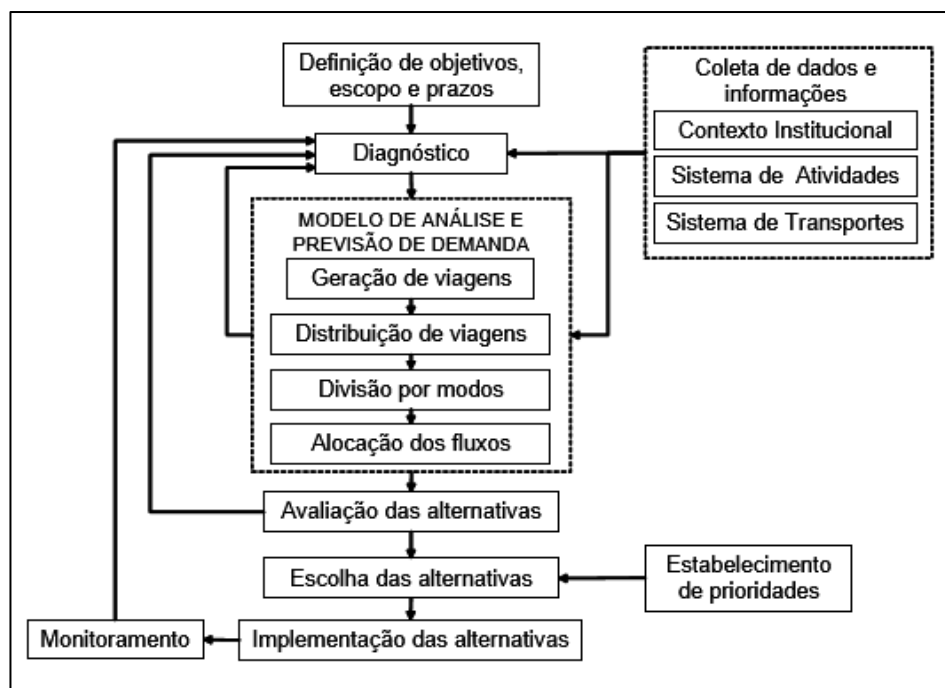 Definição de objetivos,
escopo e prazos
Coleta de dados e
informações
Contexto Institucional
Sistema de Atividades
Sistema de Transportes
Diagnóstico
MODELO DE ANÁLISE E
PREVISÃO DE DEMANDA
Geração de viagens
Distribuição de viagens
Divisão por modos
Alocação dos fluxos
Avaliação das alternativas
Escolha das alternativas
Estabelecimento
de prioridades
Monitoramento
Implementação das alternativas